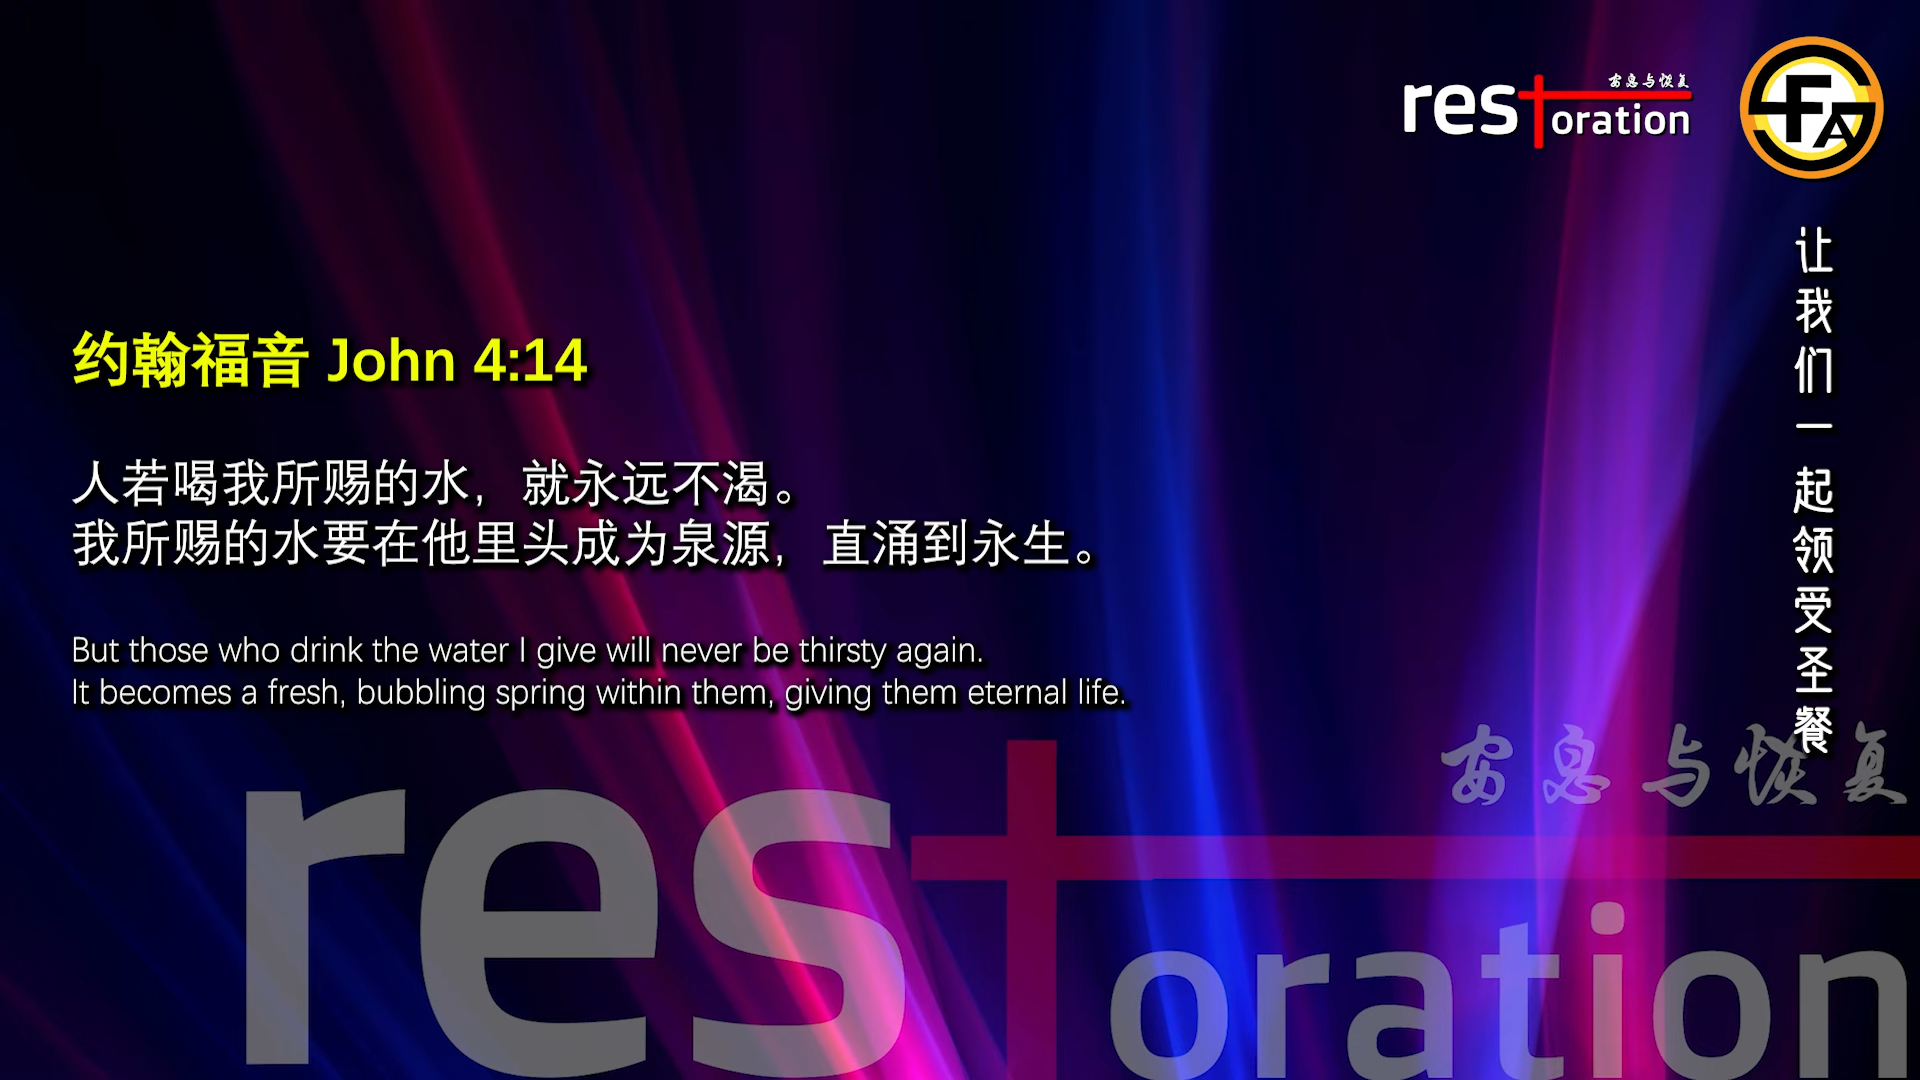 安息与恢复
restoration
SFA
让我们一起领受圣餐
约翰福音 John 4:14
人若喝我所赐的水，就永远不渴。
我所赐的水要在他里头成为泉源，直涌到永生。
But those who drink the water I give will never be thirsty again.
It becomes a fresh, bubbling spring within them, giving them eternal life.
安息与恢复
restoration